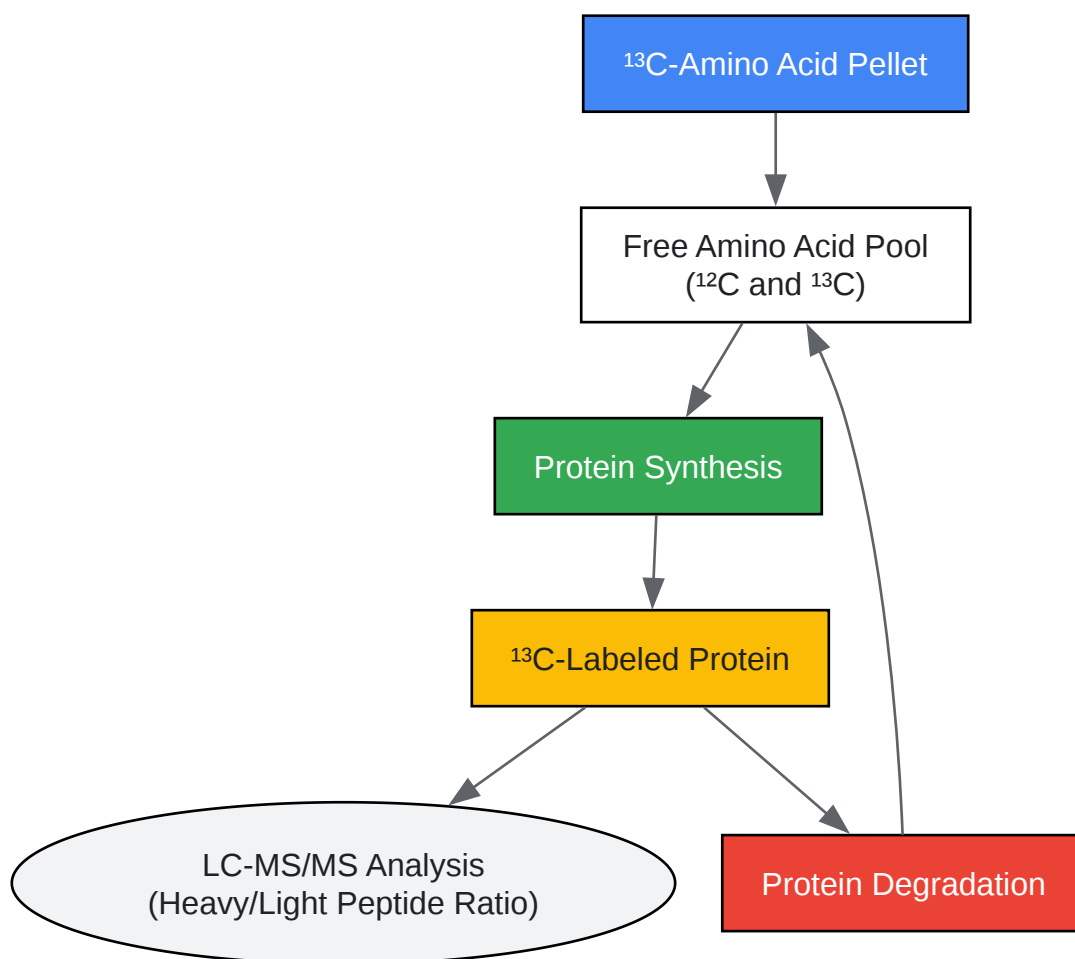 ¹³C-Amino Acid Pellet
Free Amino Acid Pool
(¹²C and ¹³C)
Protein Synthesis
¹³C-Labeled Protein
LC-MS/MS Analysis
(Heavy/Light Peptide Ratio)
Protein Degradation